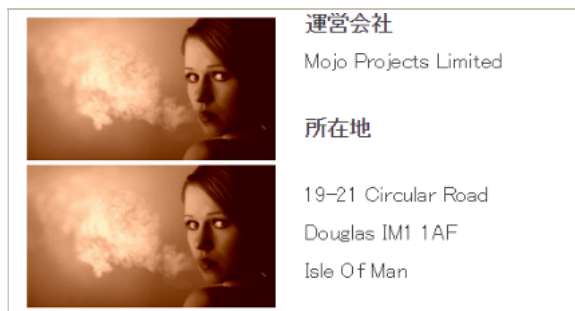 運営会社
Mojo Projects Limited
所在地
19-21 Circular Road
Douglas IM1 1AF
Isle Of Man